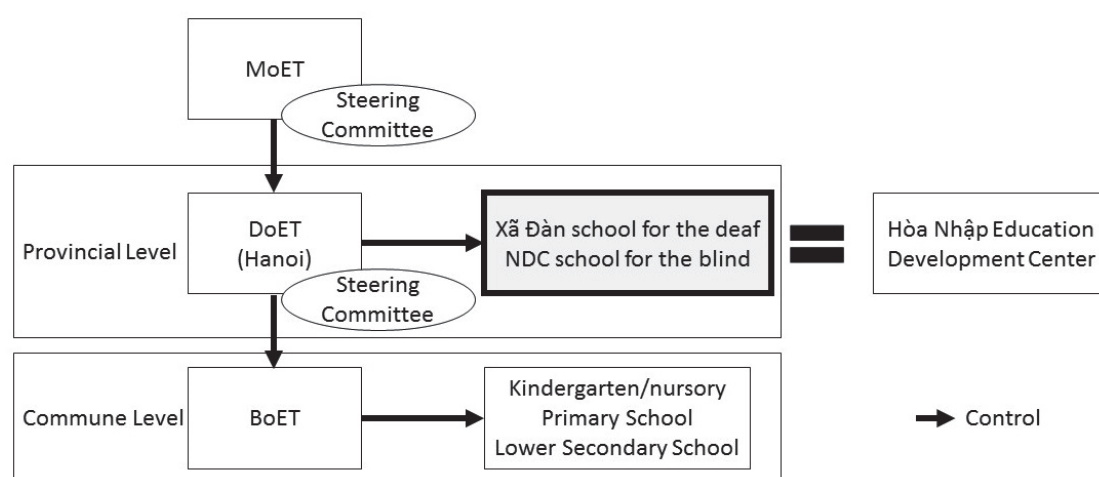 MoET
Steering
Committee
Provincial Level
DoET
(Hanoi)
Steering
Committee
Xã Đàn school for the deaf
NDC school for the blind
Hòa Nhập Education
Development Center
Commune Level
BoET
Kindergarten/nursory
Primary School
Lower Secondary School
Control